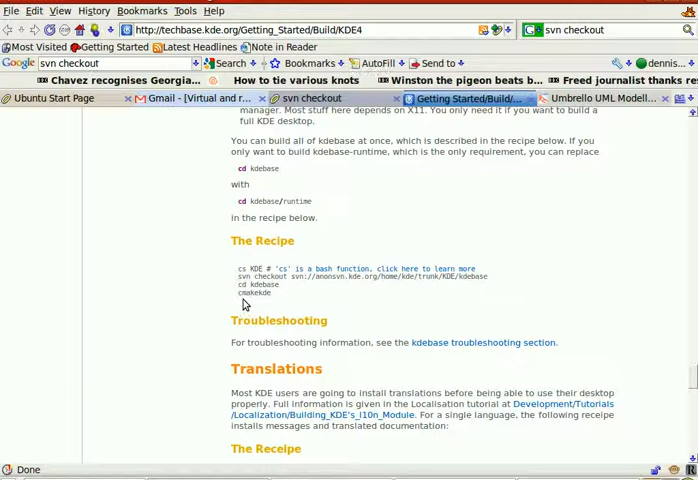 File Edit View History Bookmarks Tools Help
http://techbase.kde.org/Getting_Started/Build/KDE4
svn checkout
Most Visited Getting Started Latest Headlines Note in Reader
Google svn checkout Search Bookmarks AutoFill Send to dennis...
Chavez recognises Georgia... How to tie various knots Winston the pigeon beats b... Freed journalist thanks res
Ubuntu Start Page Gmail - [Virtual and r... svn checkout Getting Started/Build/... Umbrello UML Modell...
manager. Most stuff here depends on X11. You only need it if you want to build a
full KDE desktop.
You can build all of kdebase at once, which is described in the recipe below. If you
only want to build kdebase-runtime, which is the only requirement, you can replace
cd kdebase
with
cd kdebase/runtime
in the recipe below.
The Recipe
cs KDE # 'cs' is a bash function, click here to learn more
svn checkout svn://anonsvn.kde.org/home/kde/trunk/KDE/kdebase
cd kdebase
cmakekde
Troubleshooting
For troubleshooting information, see the kdebase troubleshooting section.
Translations
Most KDE users are going to install translations before being able to use their desktop
properly. Full information is given in the Localisation tutorial at Development/Tutorials
/Localization/Building_KDE's_l10n_Module. For a single language, the following receipe
installs messages and translated documentation:
The Receipe
Done